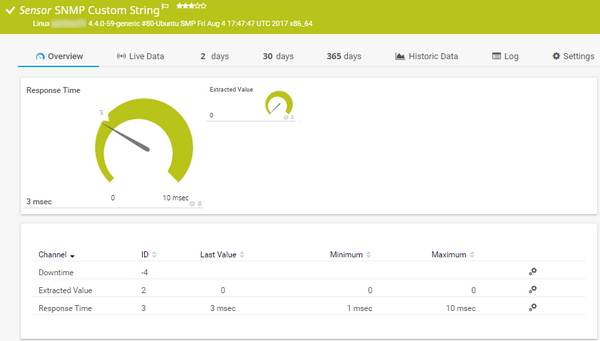 Sensor SNMP Custom String
Linux 4.4.0-59-generic #80-Ubuntu SMP Fri Aug 4 17:47:47 UTC 2017 x86_64
Overview Live Data 2 days 30 days 365 days Historic Data Log Settings
Response Time
Extracted Value
0
3
0 10 msec
3 msec
Channel ID Last Value Minimum Maximum
Downtime -4
Extracted Value 2 0 0 0
Response Time 3 3 msec 1 msec 10 msec